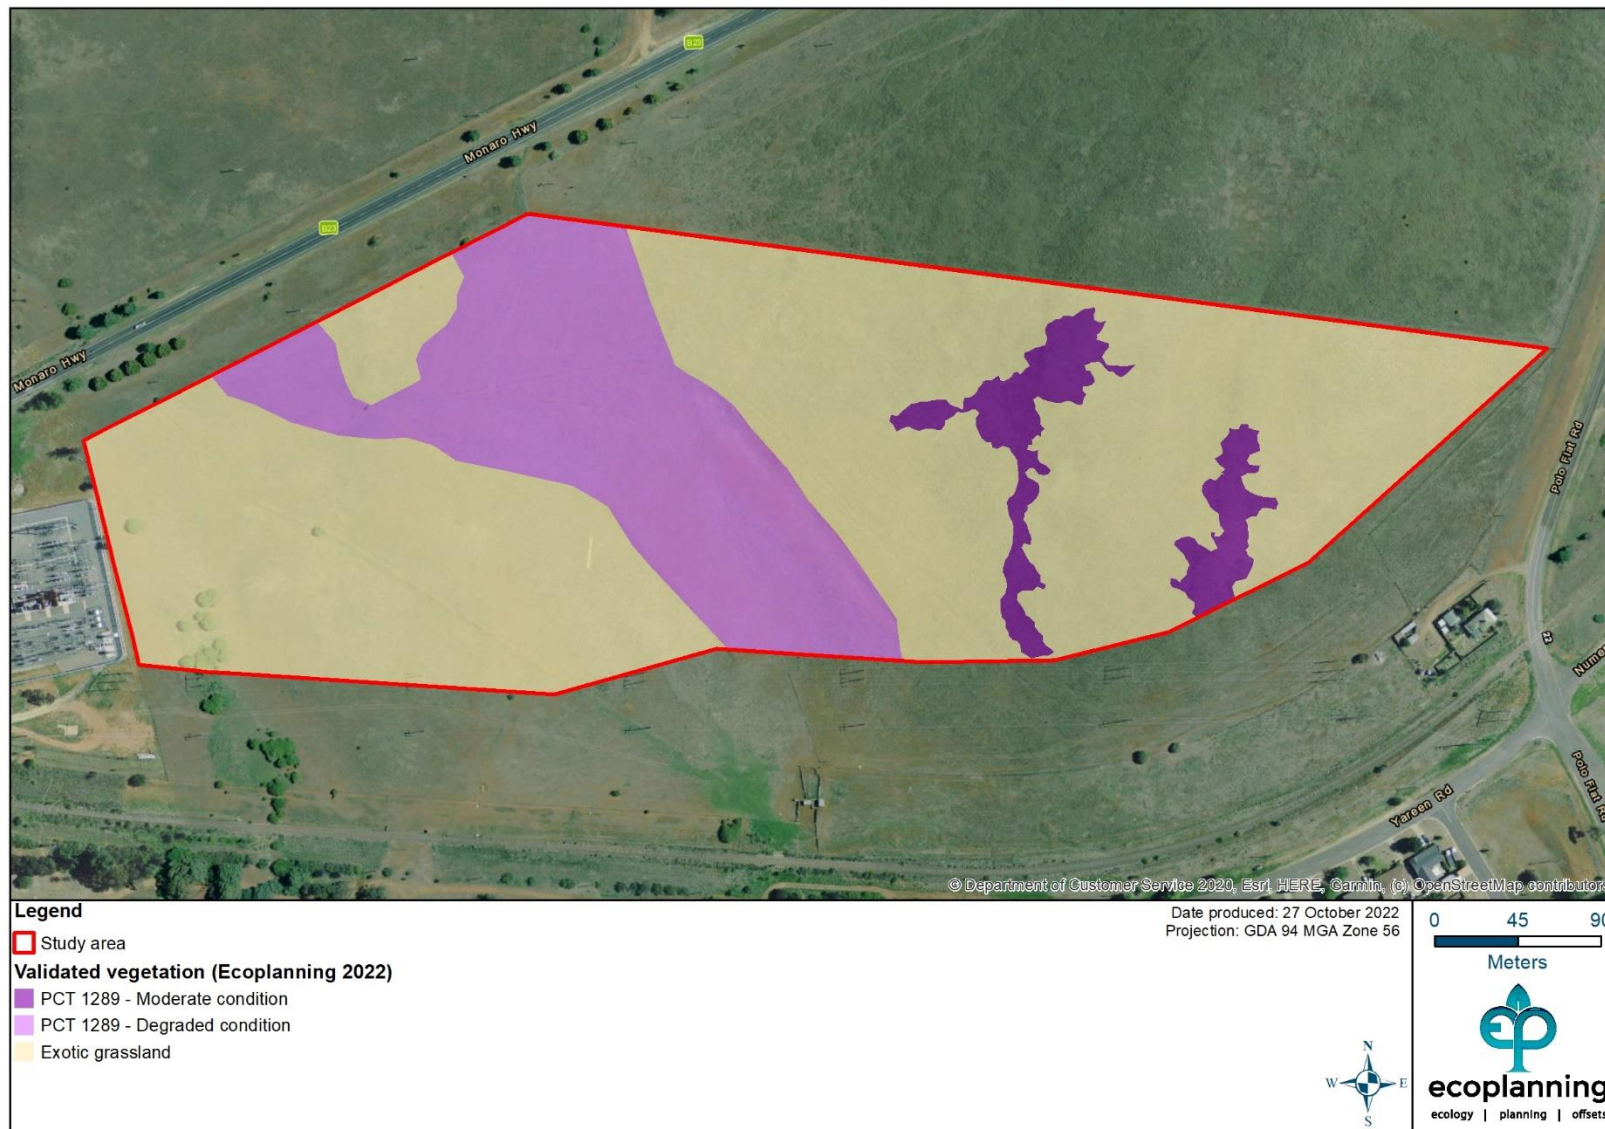 B23
Monaro Hwy
B23
Monaro Hwy
Polo Flat Rd
22
Polo Flat
Yareen Rd
© Department of Customer Service 2020, Esri, HERE, Garmin, (c) OpenStreetMap contributors
Legend
Study area
Validated vegetation (Ecoplanning 2022)
PCT 1289 - Moderate condition
PCT 1289 - Degraded condition
Exotic grassland
Date produced: 27 October 2022
Projection: GDA 94 MGA Zone 56
0 45 90
Meters
N
W E
S
ep
ecoplanning
ecology | planning | offsets